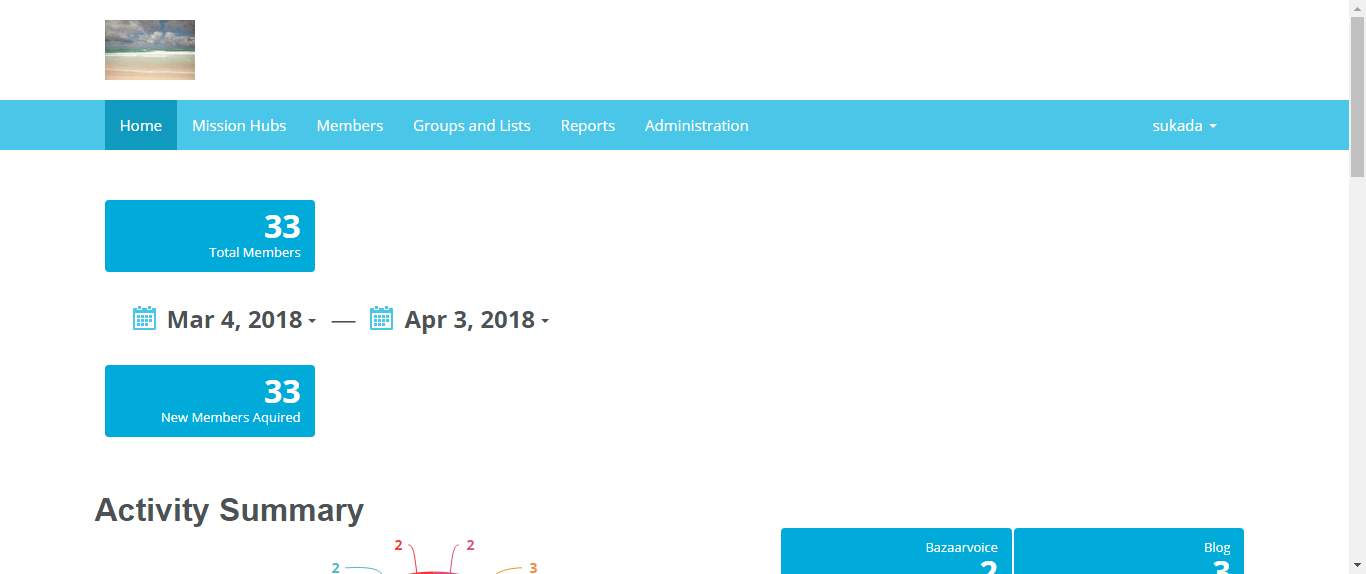 Home Mission Hubs Members Groups and Lists Reports Administration sukada
33
Total Members
Mar 4, 2018 — Apr 3, 2018
33
New Members Aquired
Activity Summary
2 2
Bazaarvoice Blog
2 3
2 3